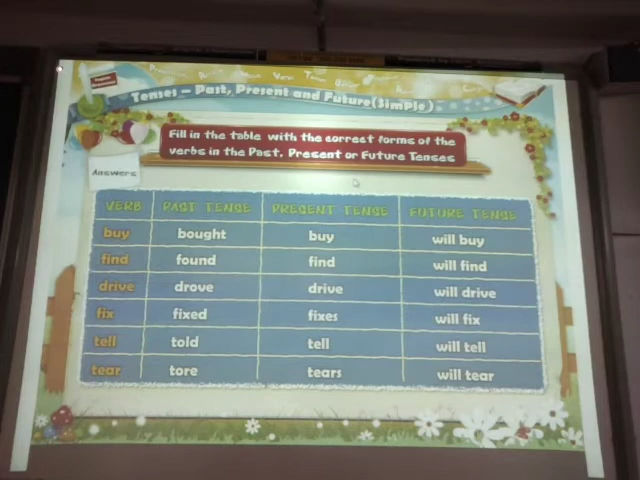 Tenses - Past, Present and Future(Simple)
Fill in the table with the correct forms of the
verbs in the Past, Present or Future Tenses
Answers
VERB PAST TENSE PRESENT TENSE FUTURE TENSE
buy bought buy will buy
find found find will find
drive drove drive will drive
fix fixed fixes will fix
tell told tell will tell
tear tore tears will tear